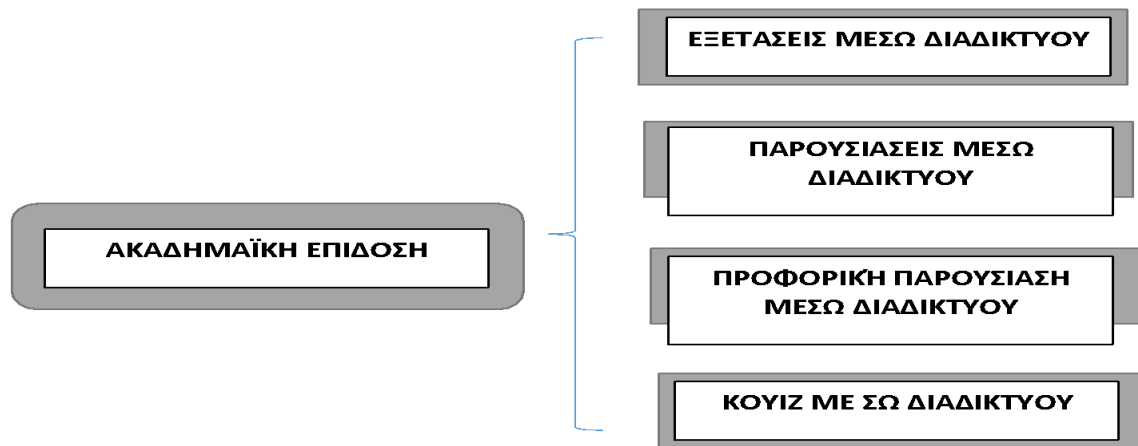 ΕΞΕΤΑΣΕΙΣ ΜΕΣΩ ΔΙΑΔΙΚΤΥΟΥ
ΠΑΡΟΥΣΙΑΣΕΙΣ ΜΕΣΩ
ΔΙΑΔΙΚΤΥΟΥ
ΑΚΑΔΗΜΑΪΚΗ ΕΠΙΔΟΣΗ
ΠΡΟΦΟΡΙΚΉ ΠΑΡΟΥΣΙΑΣΗ
ΜΕΣΩ ΔΙΑΔΙΚΤΥΟΥ
ΚΟΥΙΖ ΜΕ ΣΩ ΔΙΑΔΙΚΤΥΟΥ